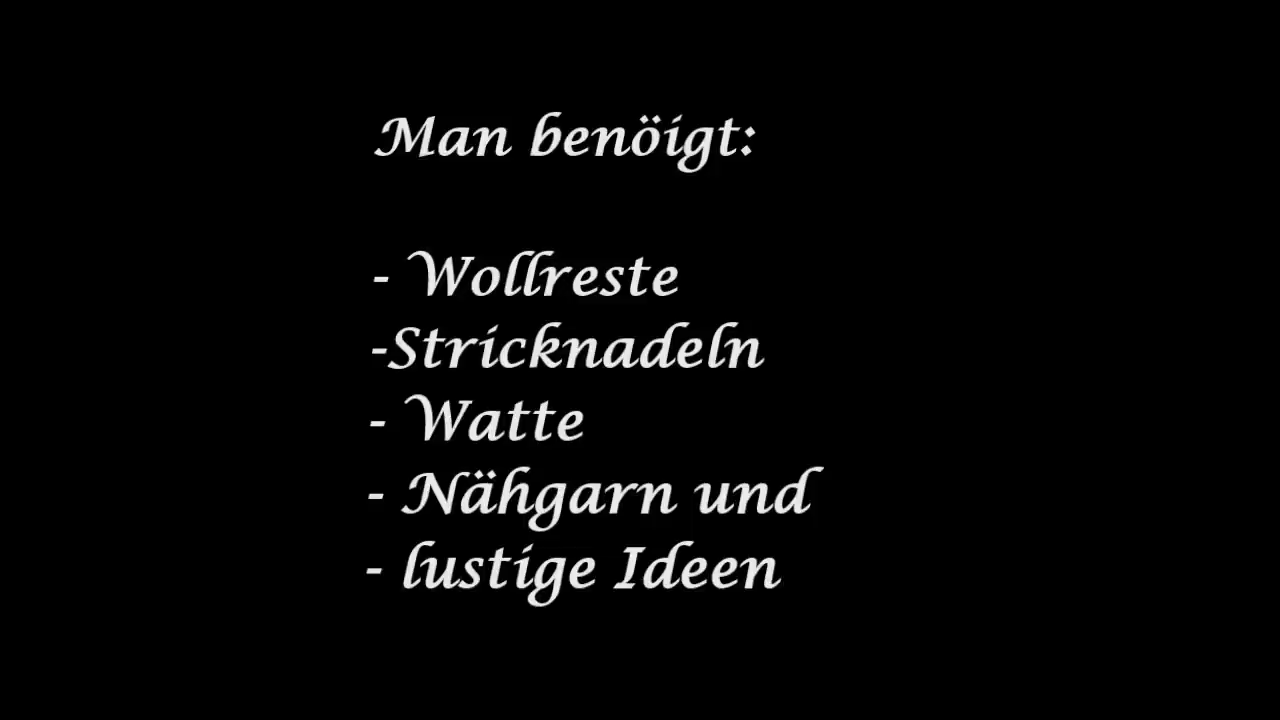 Man benöigt:
- Wollreste
-Stricknadeln
- Watte
- Nähgarn und
- lustige Ideen